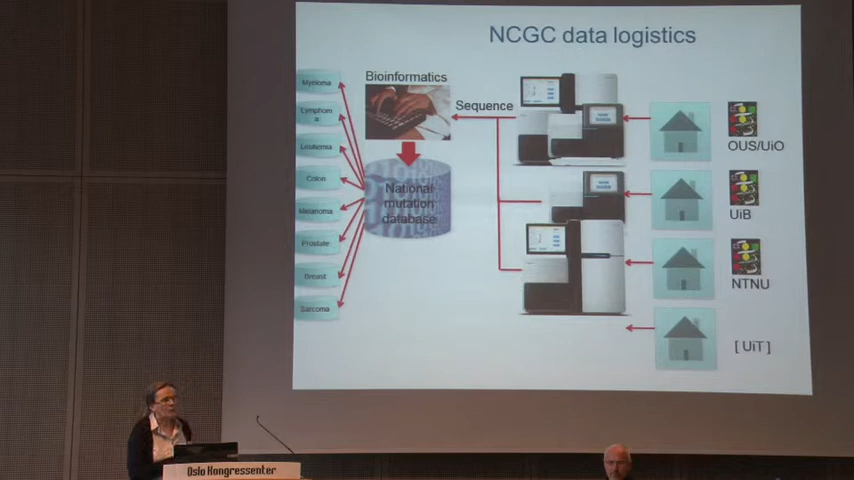 NCGC data logistics
Bioinformatics
Sequence
National
mutation
database
Myeloma
Lymphom
a
Leukemia
Colon
Melanoma
Prostate
Breast
Sarcoma
OUS/UiO
UiB
NTNU
[ UiT ]
Oslo Kongressenter